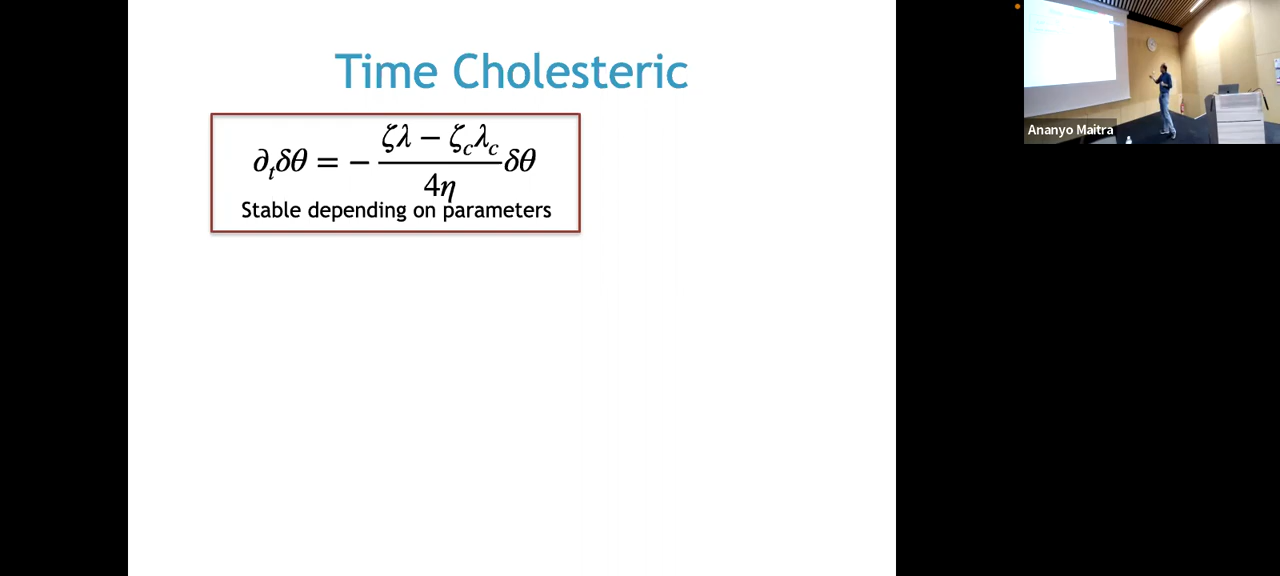 Time Cholesteric
∂ₜδθ = − (ζλ − ζ꜀λ꜀)/4η δθ
Stable depending on parameters
Ananyo Maitra